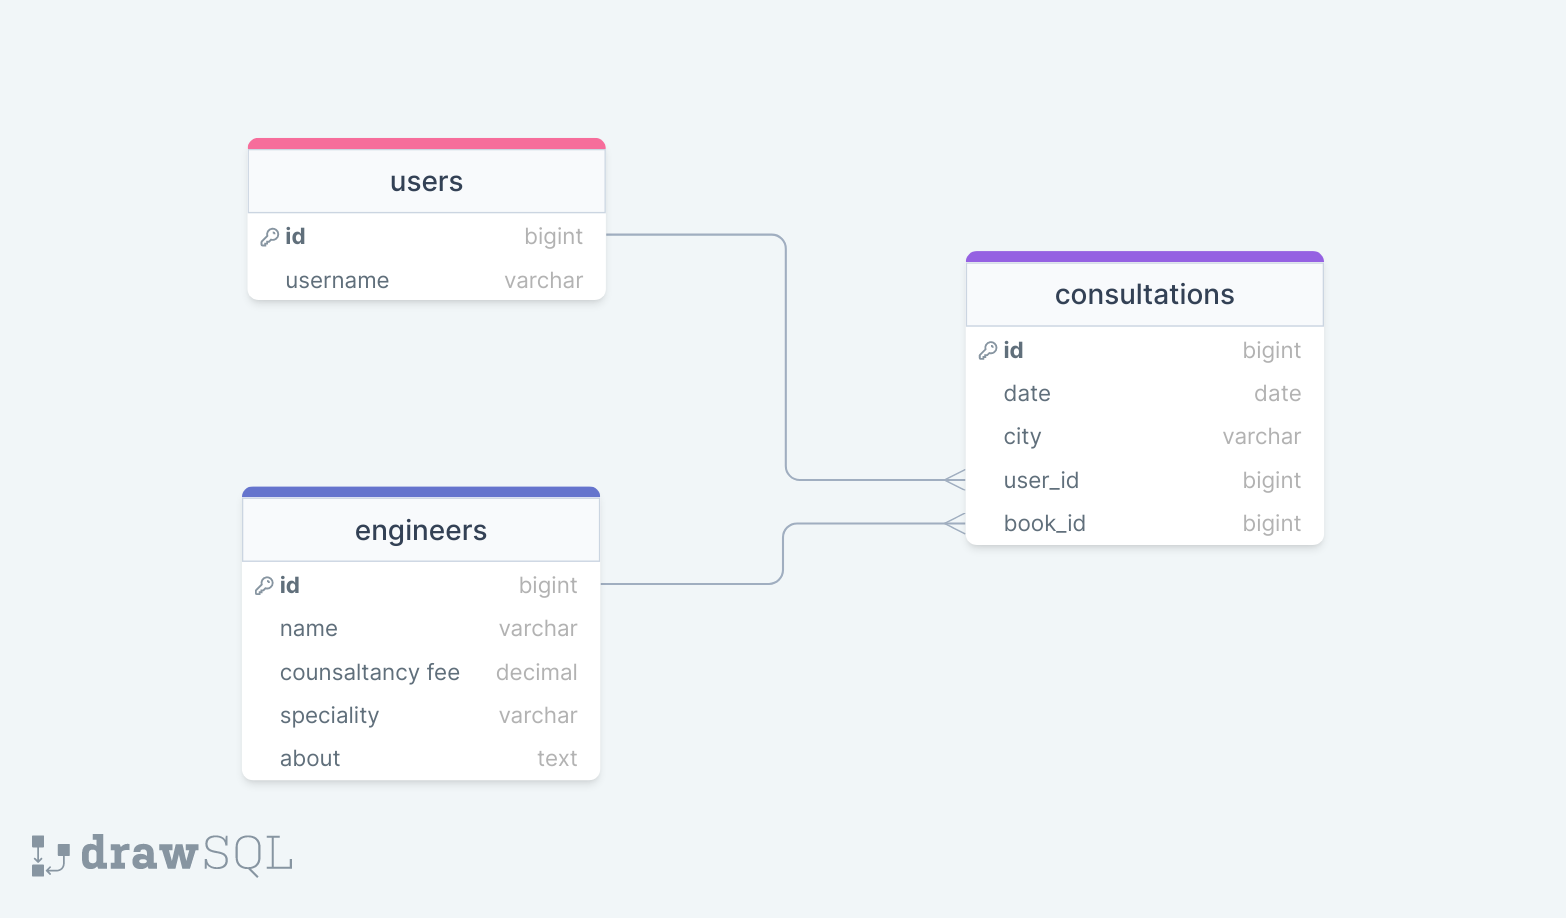 users
id bigint
username varchar
consultations
id bigint
date date
city varchar
user_id bigint
book_id bigint
engineers
id bigint
name varchar
counsaltancy fee decimal
speciality varchar
about text
drawSQL